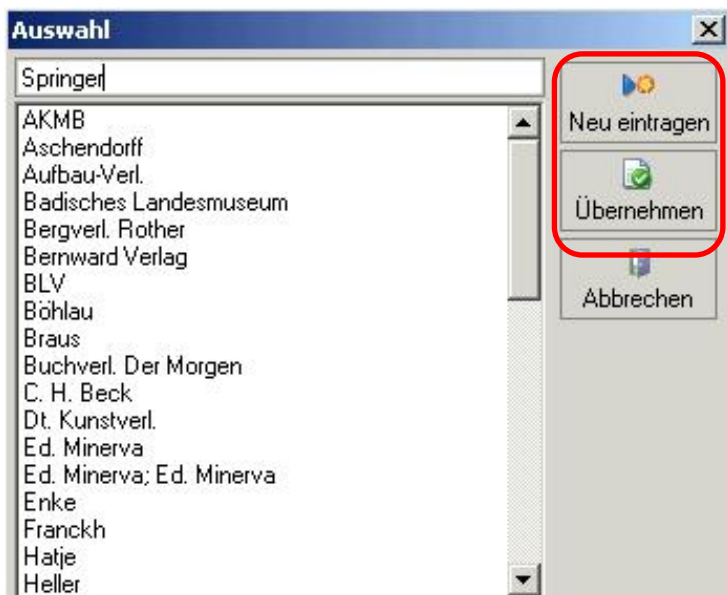 Auswahl
Springer
AKMB
Aschendorff
Aufbau-Verl.
Badisches Landesmuseum
Bergverl. Rother
Bernward Verlag
BLV
Böhlau
Braus
Buchverl. Der Morgen
C. H. Beck
Dt. Kunstverl.
Ed. Minerva
Ed. Minerva; Ed. Minerva
Enke
Franckh
Hatje
Heller
Neu eintragen
Übernehmen
Abbrechen